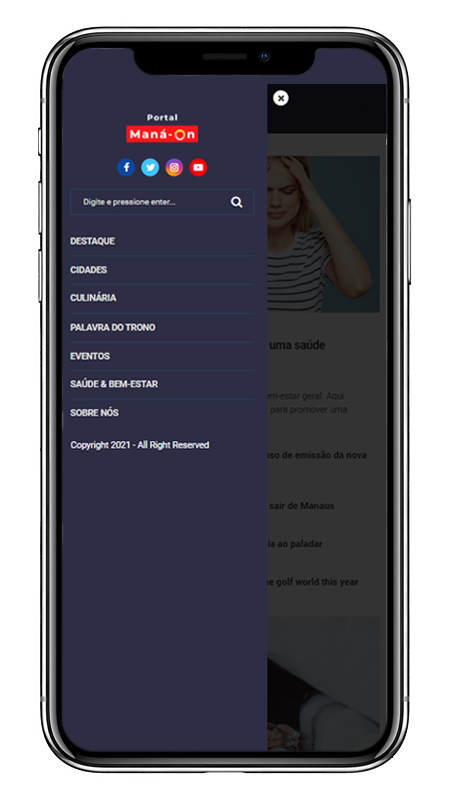 Portal
Maná-On
Digite e pressione enter...
DESTAQUE
CIDADES
CULINÁRIA
PALAVRA DO TRONO
EVENTOS
SAÚDE & BEM-ESTAR
SOBRE NÓS
Copyright 2021 - All Right Reserved
uma saúde
em-estar geral. Aqui
para promover uma
so de emissão da nova
sair de Manaus
ia ao paladar
e golf world this year